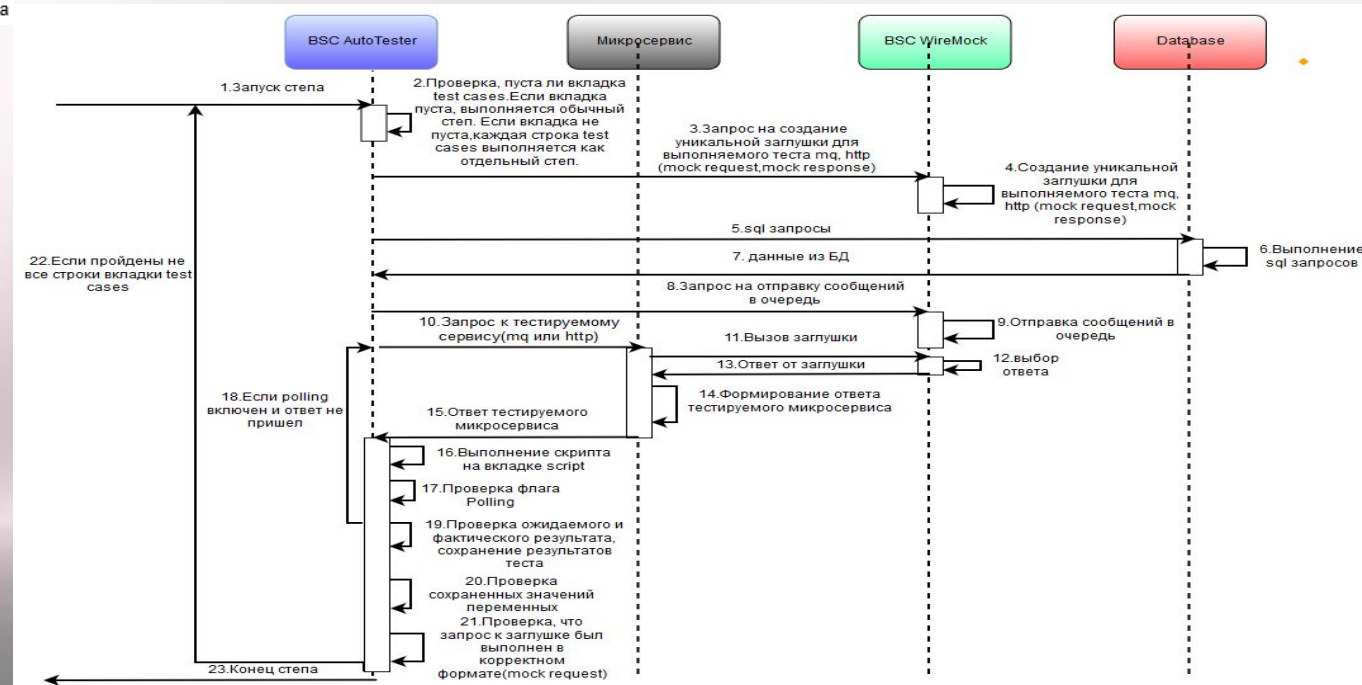 а
BSC AutoTester
Микросервис
BSC WireMock
Database
1.Запуск степа
2.Проверка, пуста ли вкладка
test cases.Если вкладка
пуста, выполняется обычный
степ. Если вкладка не
пуста,каждая строка test
cases выполняется как
отдельный степ.
3.Запрос на создание
уникальной заглушки для
выполняемого теста mq, http
(mock request,mock response)
4.Создание уникальной
заглушки для
выполняемого теста mq,
http (mock request,mock
response)
5.sql запросы
6.Выполнение
sql запросов
7. данные из БД
22.Если пройдены не
все строки вкладки test
cases
8.Запрос на отправку сообщений
в очередь
9.Отправка сообщений в
очередь
10.Запрос к тестируемому
сервису(mq или http)
11.Вызов заглушки
12.выбор
ответа
13.Ответ от заглушки
14.Формирование ответа
тестируемого микросервиса
18.Если polling
включен и ответ не
пришел
15.Ответ тестируемого
микросервиса
16.Выполнение скрипта
на вкладке script
17.Проверка флага
Polling
19.Проверка ожидаемого и
фактического результата,
сохранение результатов
теста
20.Проверка
сохраненных значений
переменных
21.Проверка, что
запрос к заглушке был
выполнен в
корректном
формате(mock request)
23.Конец степа